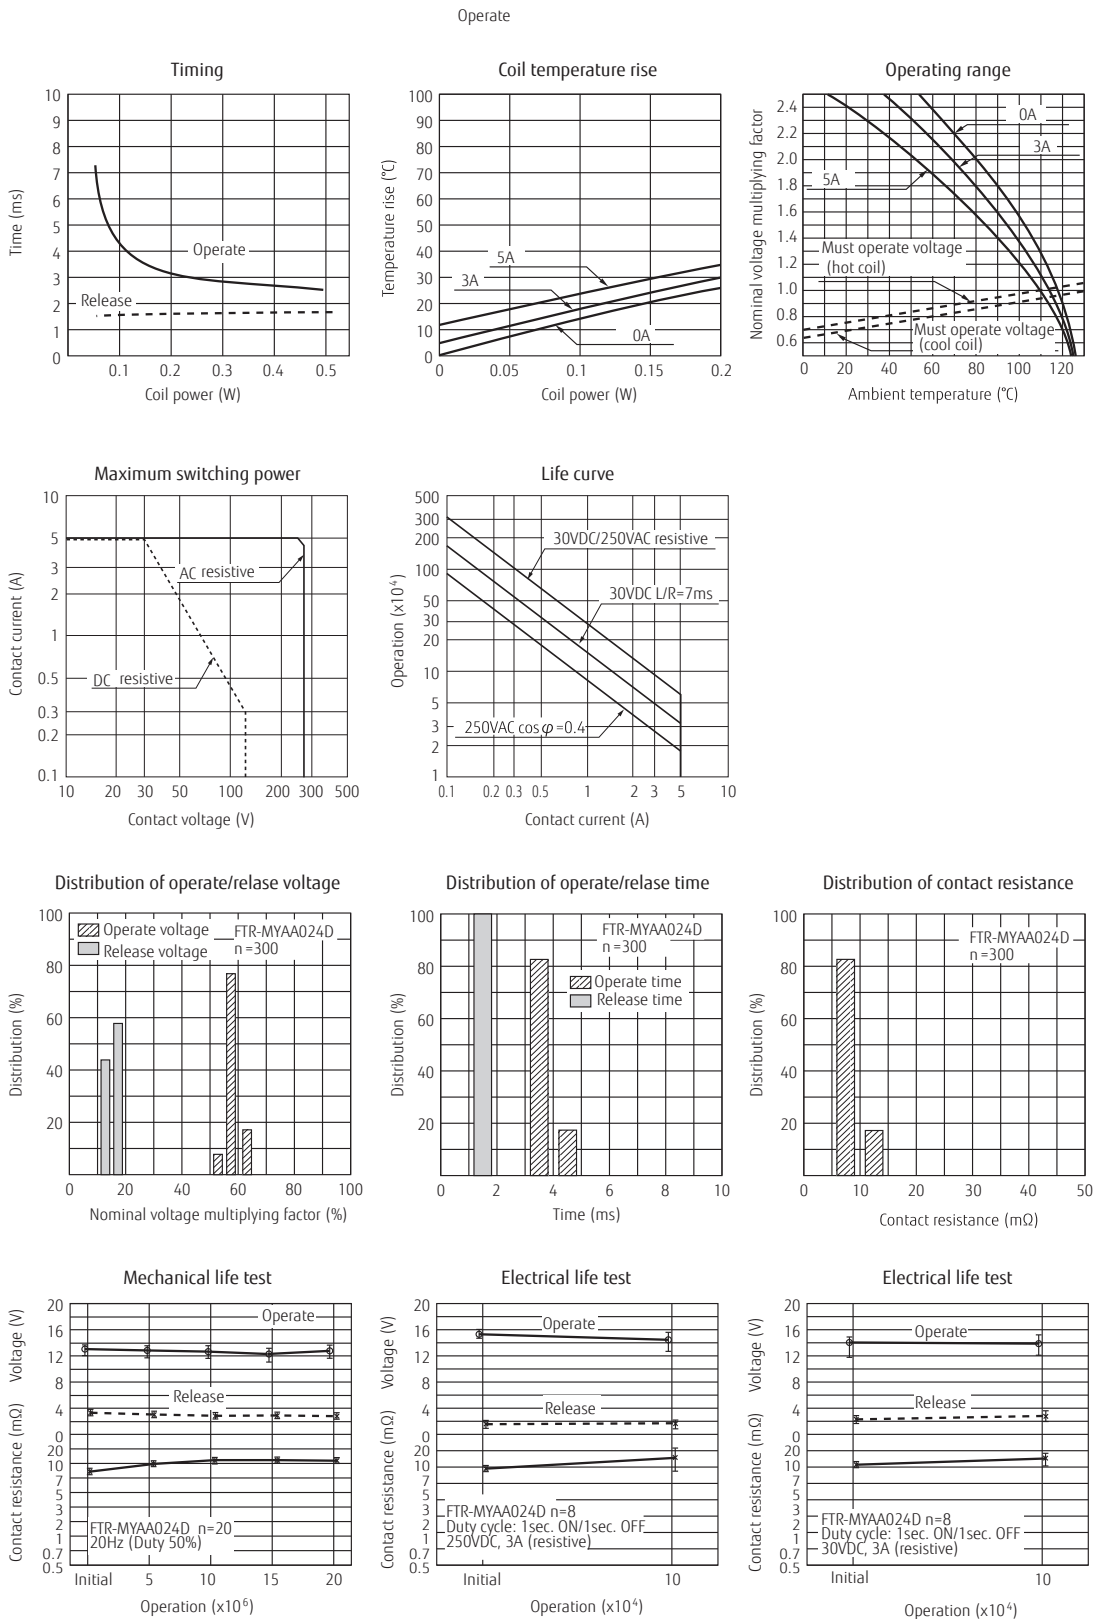 Operate
Timing
10
9
8
7
6
5
4
3
2
1
0
Time (ms)
Operate
Release
0.1
0.2
0.3
0.4
0.5
Coil power (W)
Coil temperature rise
100
90
80
70
60
50
40
30
20
10
0
Temperature rise (°C)
5A
3A
0A
0
0.05
0.1
0.15
0.2
Coil power (W)
Operating range
2.4
2.2
2.0
1.8
1.6
1.4
1.2
1.0
0.8
0.6
Nominal voltage multiplying factor
0A
3A
5A
Must operate voltage
(hot coil)
Must operate voltage
(cool coil)
0
20
40
60
80
100
120
Ambient temperature (°C)
Maximum switching power
10
5
3
2
1
0.5
0.3
0.2
0.1
Contact current (A)
AC resistive
DC resistive
10
20
30
50
100
200
300
500
Contact voltage (V)
Life curve
500
300
200
100
50
30
20
10
5
3
2
1
Operation (x10⁴)
30VDC/250VAC resistive
30VDC L/R=7ms
250VAC cos φ =0.4
0.1
0.2
0.3
0.5
1
2
3
5
10
Contact current (A)
Distribution of operate/relase voltage
100
80
60
40
20
Distribution (%)
Operate voltage
Release voltage
FTR-MYAA024D
n =300
0
20
40
60
80
100
Nominal voltage multiplying factor (%)
Distribution of operate/relase time
100
80
60
40
20
Distribution (%)
FTR-MYAA024D
n =300
Operate time
Release time
0
2
4
6
8
10
Time (ms)
Distribution of contact resistance
100
80
60
40
20
Distribution (%)
FTR-MYAA024D
n =300
0
10
20
30
40
50
Contact resistance (mΩ)
Mechanical life test
20
16
12
8
4
0
Voltage (V)
Operate
Release
20
10
7
5
3
2
1
0.7
0.5
Contact resistance (mΩ)
FTR-MYAA024D n=20
20Hz (Duty 50%)
Initial
5
10
15
20
Operation (x10⁶)
Electrical life test
20
16
12
8
4
0
Voltage (V)
Operate
Release
20
10
7
5
3
2
1
0.7
0.5
Contact resistance (mΩ)
FTR-MYAA024D n=8
Duty cycle: 1sec. ON/1sec. OFF
250VDC, 3A (resistive)
Initial
10
Operation (x10⁴)
Electrical life test
20
16
12
8
4
0
Voltage (V)
Operate
Release
20
10
7
5
3
2
1
0.7
0.5
Contact resistance (mΩ)
FTR-MYAA024D n=8
Duty cycle: 1sec. ON/1sec. OFF
30VDC, 3A (resistive)
Initial
10
Operation (x10⁴)